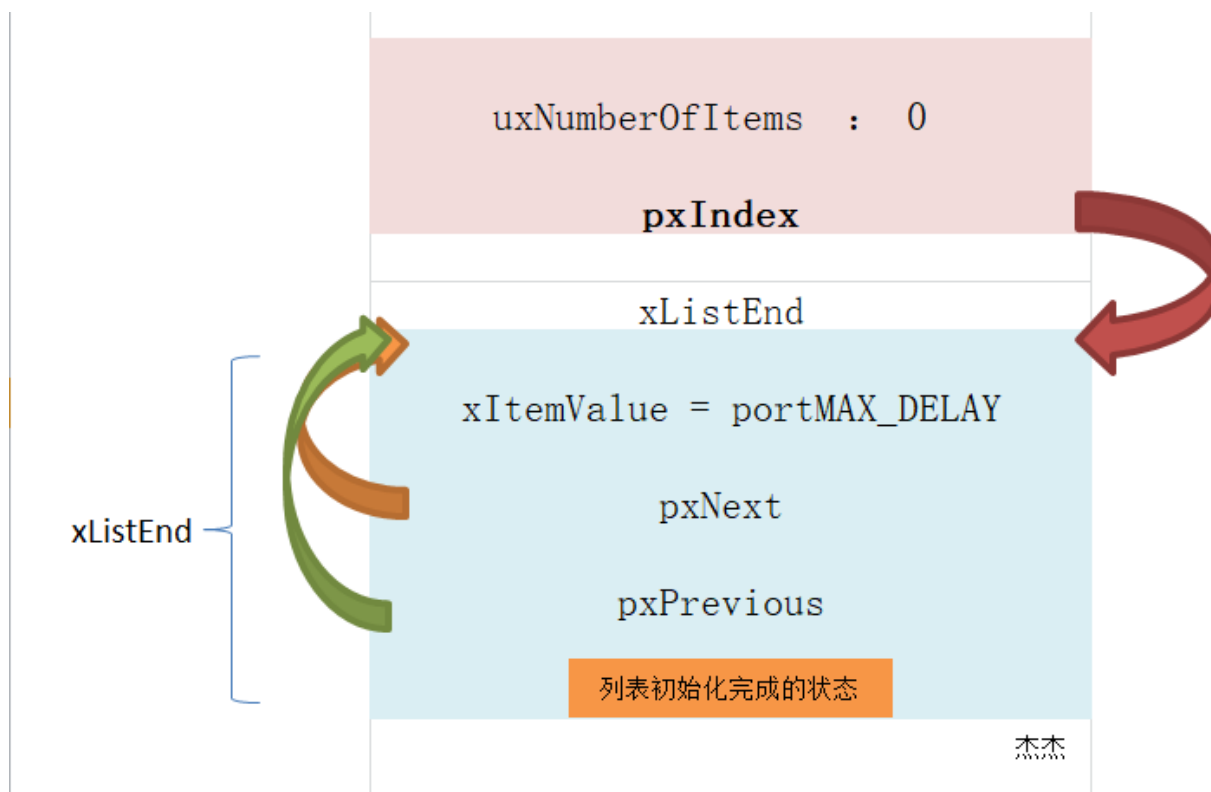 uxNumberOfItems : 0
pxIndex
xListEnd
xItemValue = portMAX_DELAY
pxNext
xListEnd
pxPrevious
列表初始化完成的状态
杰杰